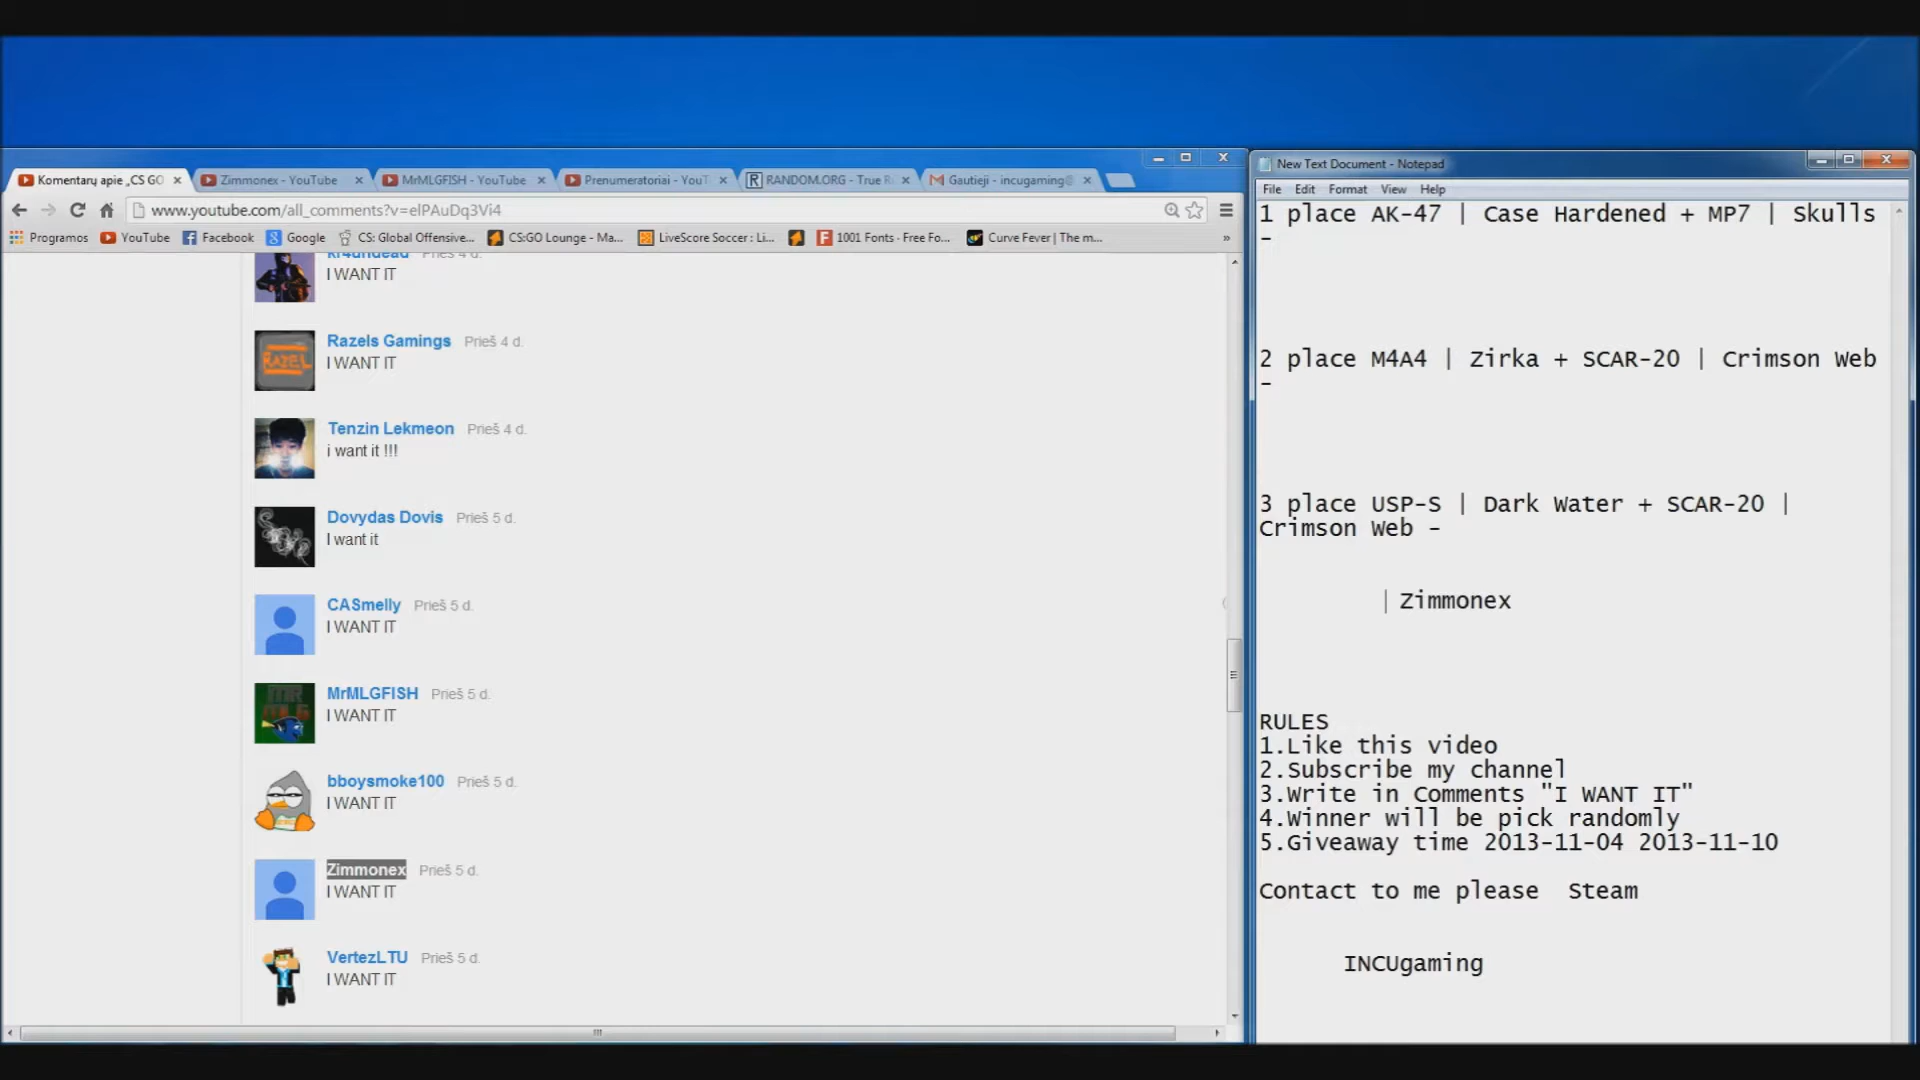 Komentarų apie „CS GO
Zimmonex - YouTube
MrMLGFISH - YouTube
Prenumeratoriai - YouT
RANDOM.ORG - True R
Gautieji - incugaming@
www.youtube.com/all_comments?v=elPAuDq3Vi4
Programos
YouTube
Facebook
Google
CS: Global Offensive...
CS:GO Lounge - Ma...
LiveScore Soccer : Li...
1001 Fonts - Free Fo...
Curve Fever | The m...
»
kr4undead Prieš 4 d.
I WANT IT
RAZEL
Razels Gamings Prieš 4 d.
I WANT IT
Tenzin Lekmeon Prieš 4 d.
i want it !!!
Dovydas Dovis Prieš 5 d.
I want it
CASmelly Prieš 5 d.
I WANT IT
MR
MLG
MrMLGFISH Prieš 5 d.
I WANT IT
bboysmoke100 Prieš 5 d.
I WANT IT
Zimmonex Prieš 5 d.
I WANT IT
VertezLTU Prieš 5 d.
I WANT IT
New Text Document - Notepad
File Edit Format View Help
1 place AK-47 | Case Hardened + MP7 | Skulls
-
2 place M4A4 | Zirka + SCAR-20 | Crimson Web
-
3 place USP-S | Dark Water + SCAR-20 |
Crimson Web -
Zimmonex
RULES
1.Like this video
2.Subscribe my channel
3.Write in Comments "I WANT IT"
4.Winner will be pick randomly
5.Giveaway time 2013-11-04 2013-11-10
Contact to me please Steam
INCUgaming